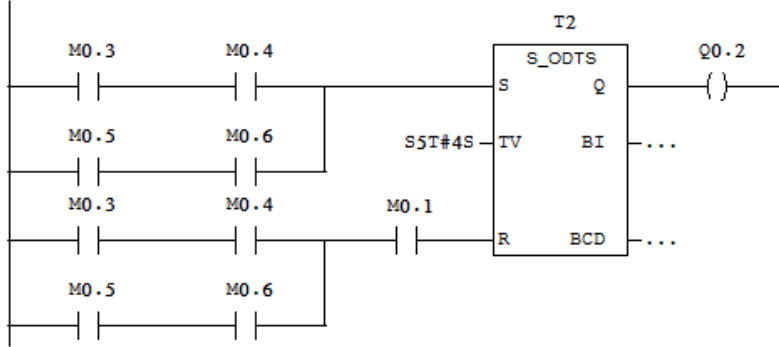 T2
M0.3 M0.4 S_ODTS Q0.2
S Q
M0.5 M0.6 S5T#4S TV BI ...
M0.3 M0.4 M0.1
R BCD ...
M0.5 M0.6